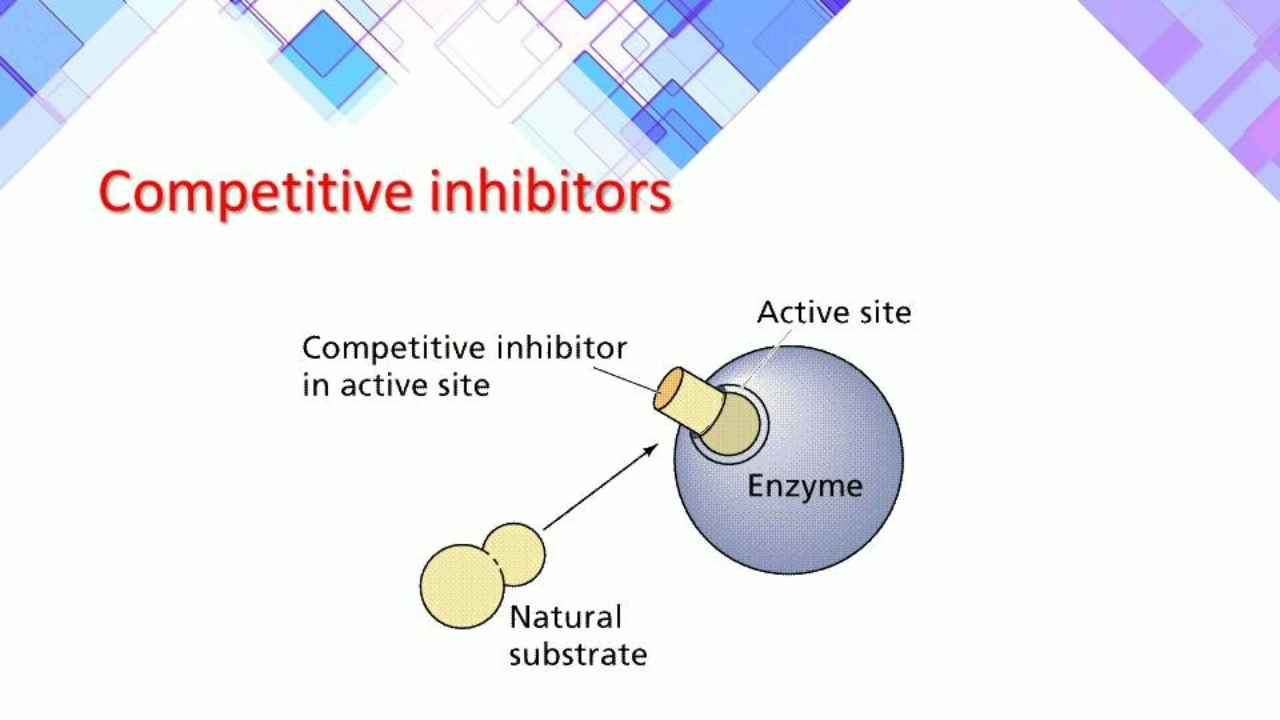 Competitive inhibitors
Active site
Competitive inhibitor
in active site
Enzyme
Natural
substrate